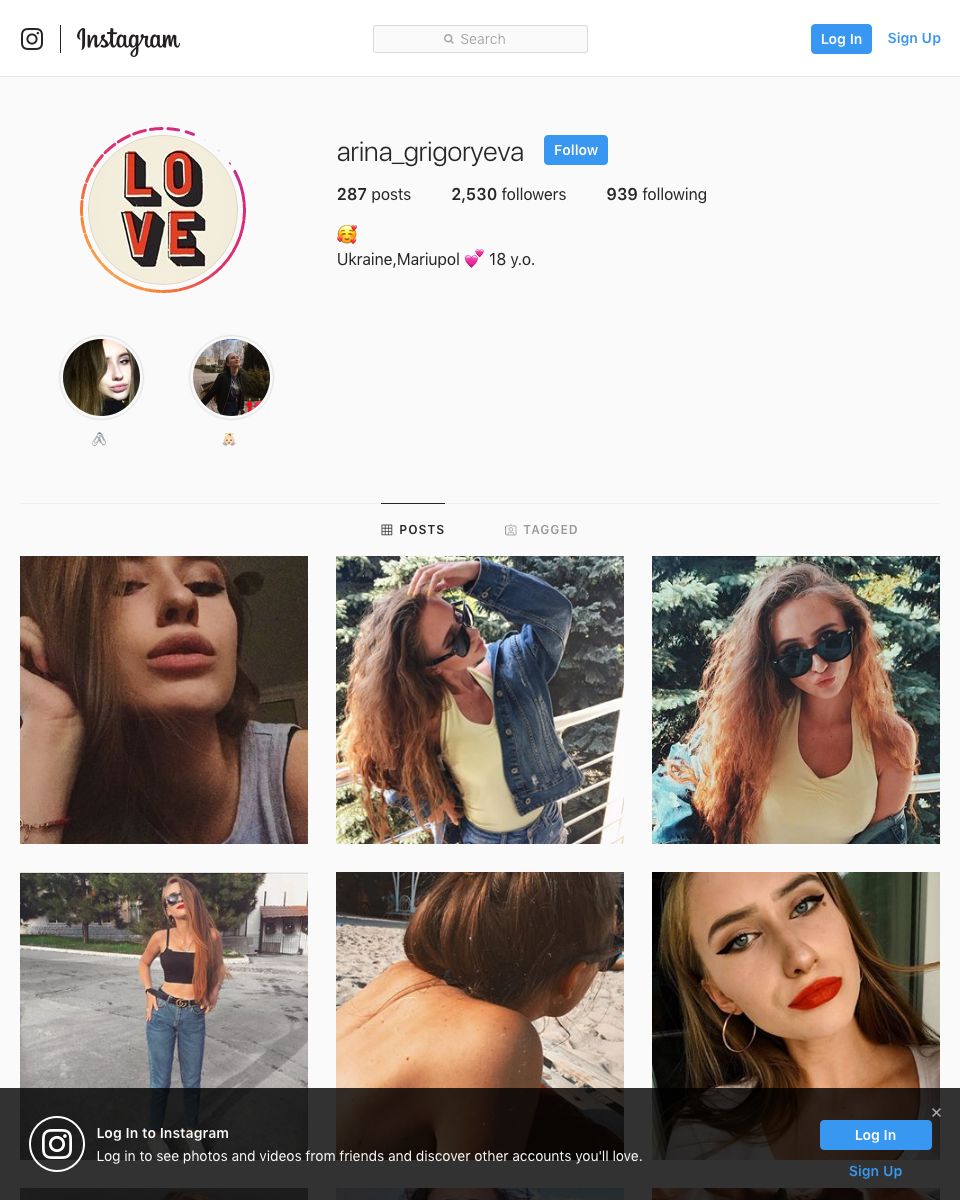 Instagram
Search
Log In
Sign Up
LO
VE
arina_grigoryeva
Follow
287 posts
2,530 followers
939 following
🥰
Ukraine,Mariupol 💕 18 y.o.
POSTS
TAGGED
Log In to Instagram
Log in to see photos and videos from friends and discover other accounts you'll love.
Log In
Sign Up